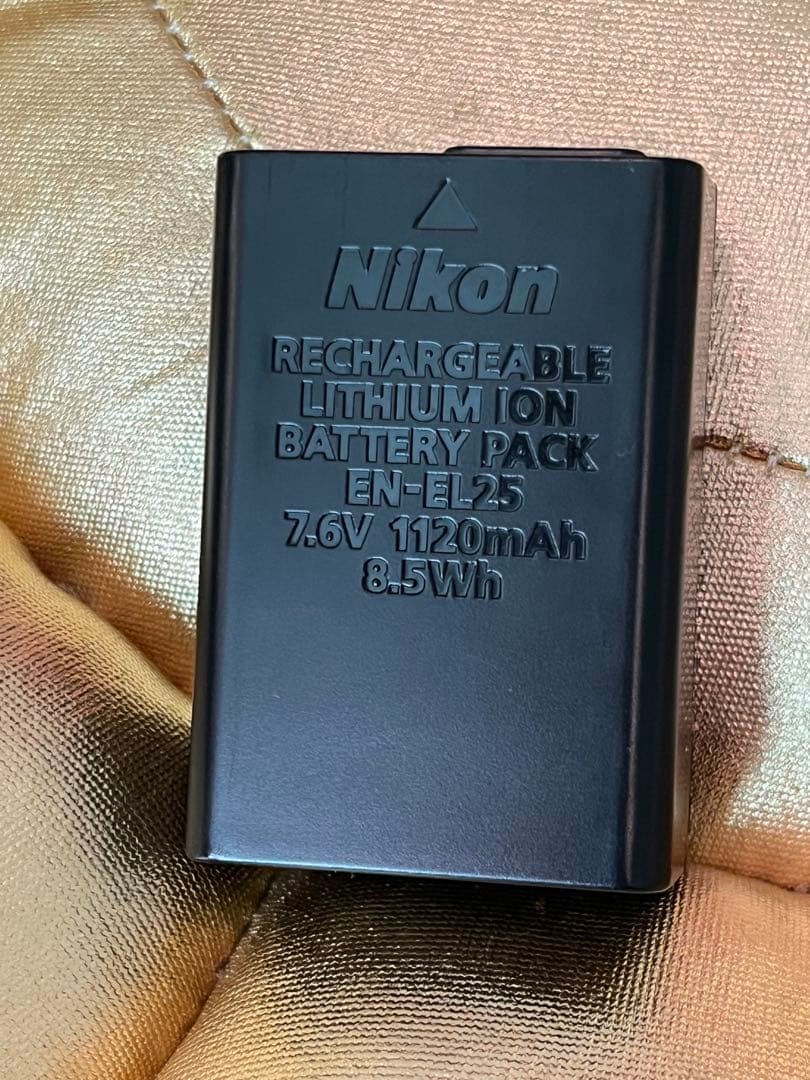 Nikon
RECHARGEABLE
LITHIUM ION
BATTERY PACK
EN-EL25
7.6V 1120mAh
8.5Wh